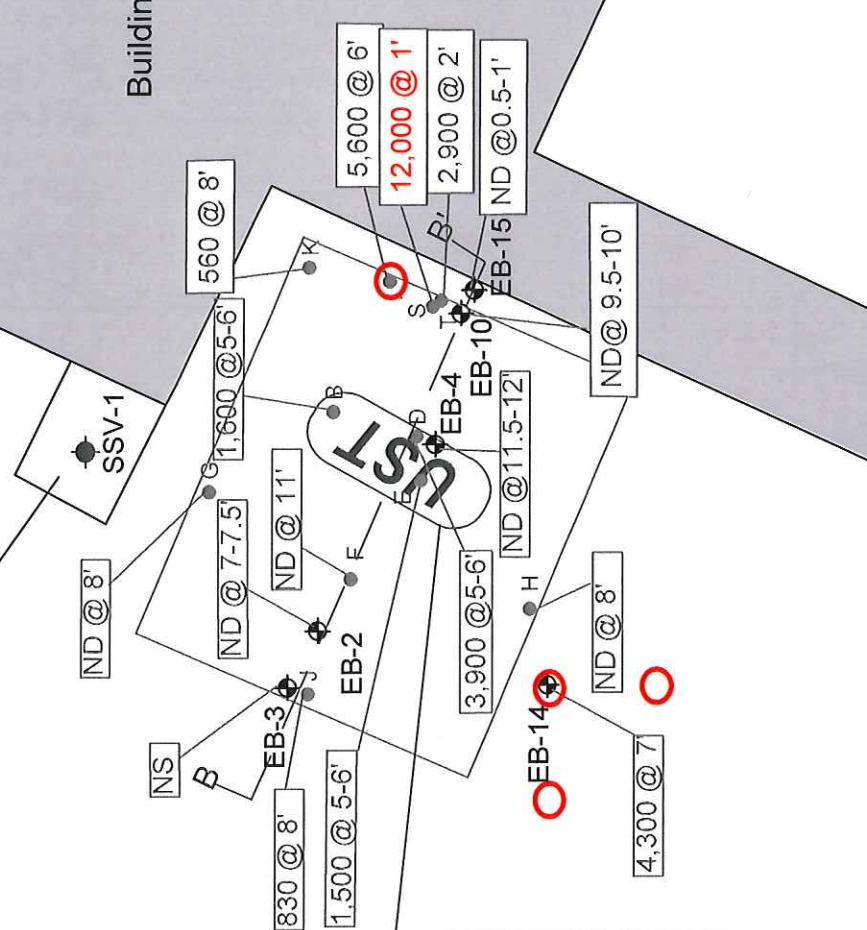 Building
5,600 @ 6'
12,000 @ 1'
2,900 @ 2'
ND @0.5-1'
560 @ 8'
K
B'
S
T
EB-15
EB-10
ND@ 9.5-10'
1,600 @5-6'
B
SSV-1
G
UST
D
EB-4
E
ND @11.5-12'
ND @ 11'
ND @ 7-7.5'
ND @ 8'
F
3,900 @5-6'
H
ND @ 8'
EB-2
J
EB-3
NS
B
EB-14
830 @ 8'
1,500 @ 5-6'
4,300 @ 7'